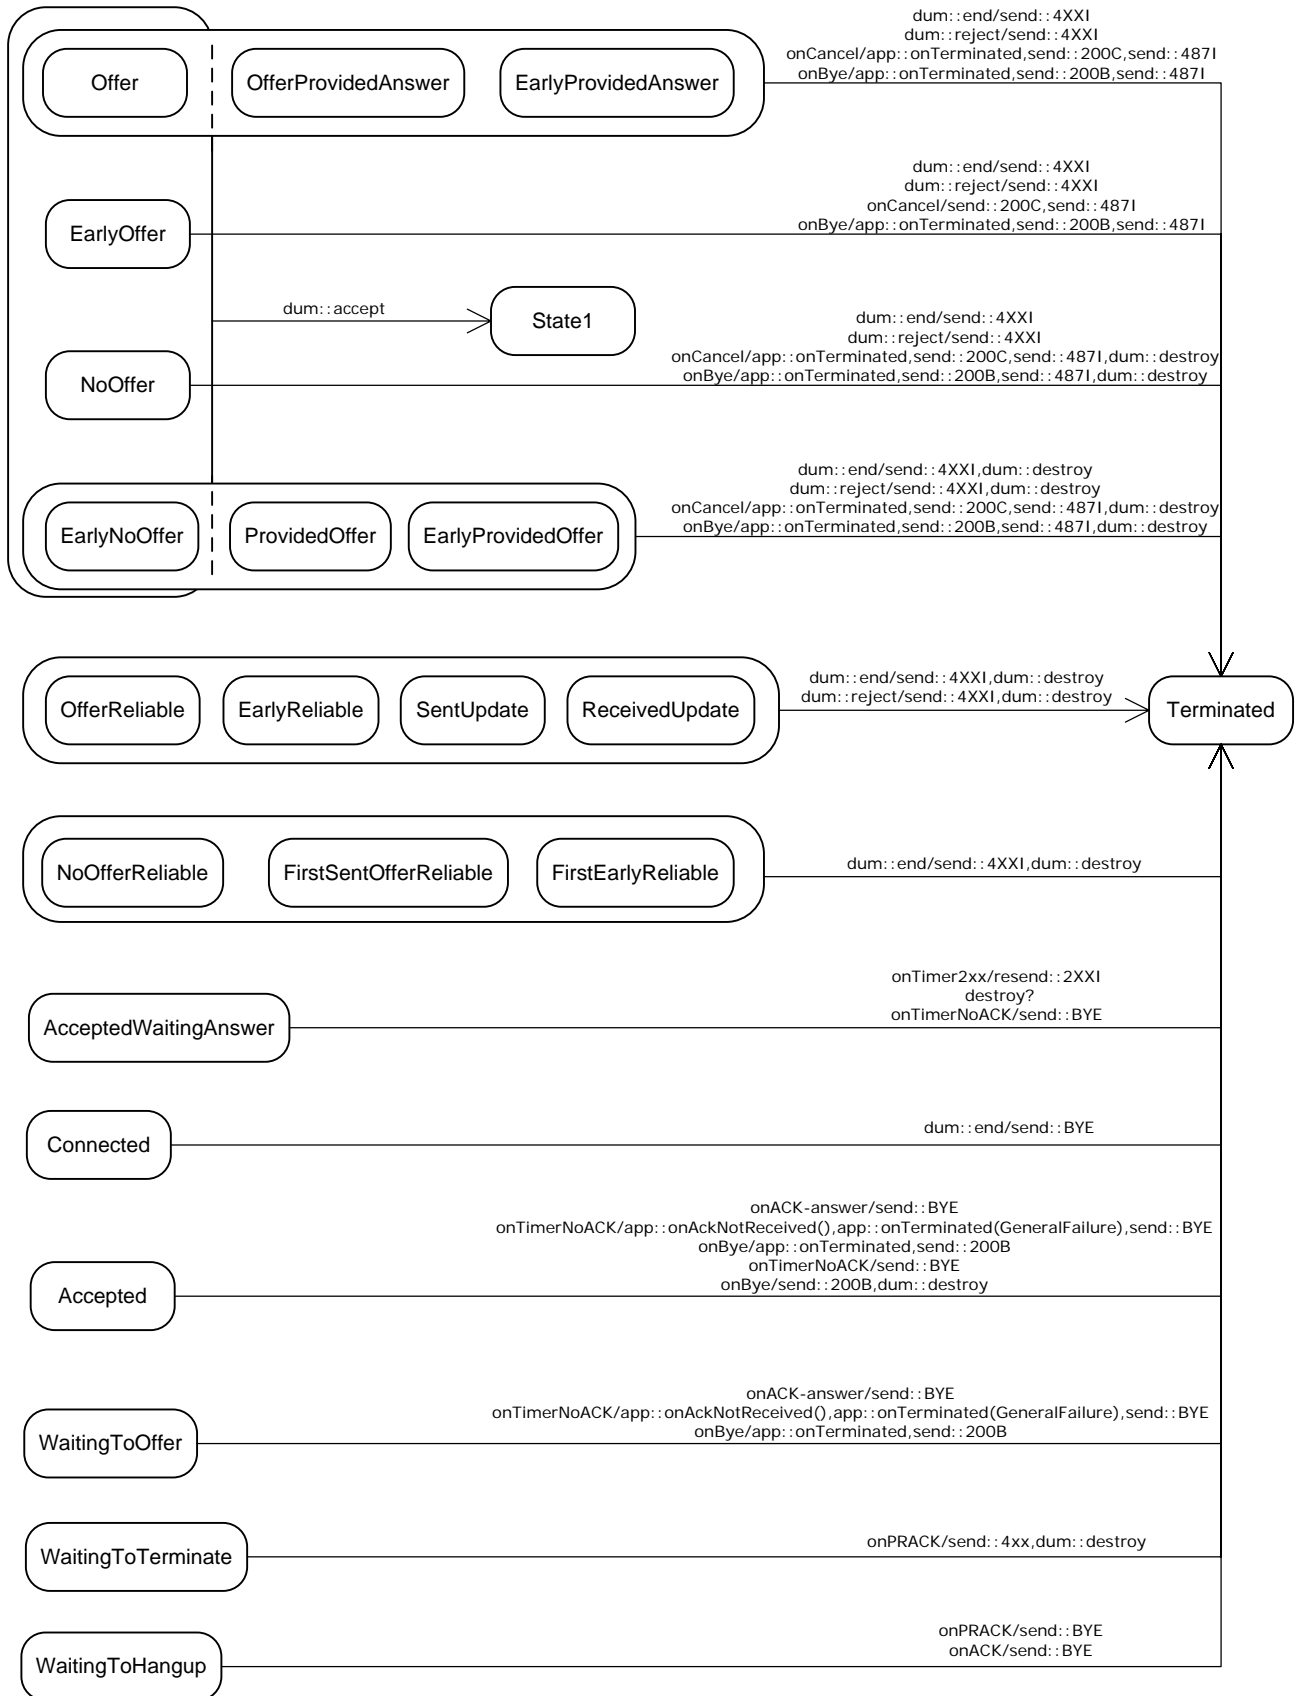 dum::end/send::4XXI
dum::reject/send::4XXI
onCancel/app::onTerminated,send::200C,send::487I
onBye/app::onTerminated,send::200B,send::487I
Offer
OfferProvidedAnswer
EarlyProvidedAnswer
dum::end/send::4XXI
dum::reject/send::4XXI
onCancel/send::200C,send::487I
onBye/app::onTerminated,send::200B,send::487I
EarlyOffer
dum::accept
State1
dum::end/send::4XXI
dum::reject/send::4XXI
onCancel/app::onTerminated,send::200C,send::487I,dum::destroy
onBye/app::onTerminated,send::200B,send::487I,dum::destroy
NoOffer
dum::end/send::4XXI,dum::destroy
dum::reject/send::4XXI,dum::destroy
onCancel/app::onTerminated,send::200C,send::487I,dum::destroy
onBye/app::onTerminated,send::200B,send::487I,dum::destroy
EarlyNoOffer
ProvidedOffer
EarlyProvidedOffer
dum::end/send::4XXI,dum::destroy
dum::reject/send::4XXI,dum::destroy
OfferReliable
EarlyReliable
SentUpdate
ReceivedUpdate
Terminated
NoOfferReliable
FirstSentOfferReliable
FirstEarlyReliable
dum::end/send::4XXI,dum::destroy
onTimer2xx/resend::2XXI
destroy?
onTimerNoACK/send::BYE
AcceptedWaitingAnswer
dum::end/send::BYE
Connected
onACK-answer/send::BYE
onTimerNoACK/app::onAckNotReceived(),app::onTerminated(GeneralFailure),send::BYE
onBye/app::onTerminated,send::200B
onTimerNoACK/send::BYE
onBye/send::200B,dum::destroy
Accepted
onACK-answer/send::BYE
onTimerNoACK/app::onAckNotReceived(),app::onTerminated(GeneralFailure),send::BYE
onBye/app::onTerminated,send::200B
WaitingToOffer
onPRACK/send::4xx,dum::destroy
WaitingToTerminate
onPRACK/send::BYE
onACK/send::BYE
WaitingToHangup